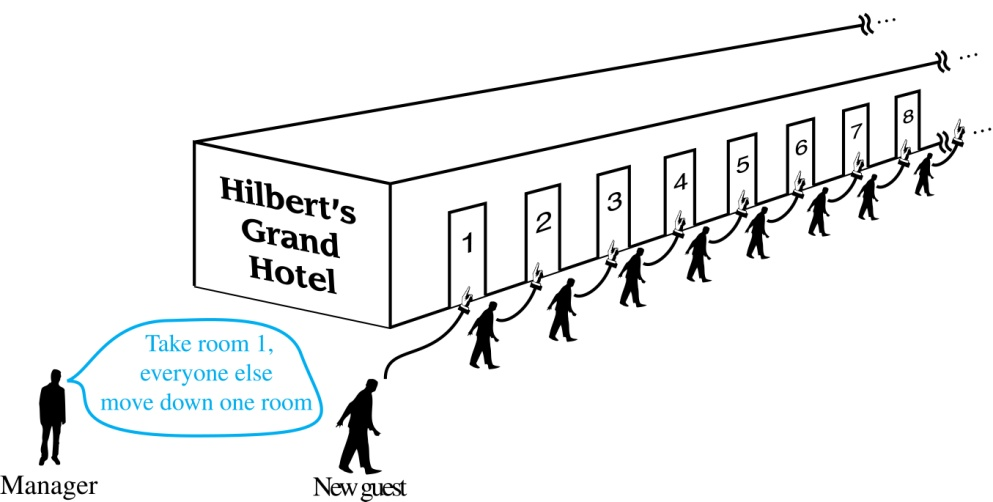 Hilbert's
Grand
Hotel
1
2
3
4
5
6
7
8
...
...
...
Take room 1,
everyone else
move down one room
Manager
New guest